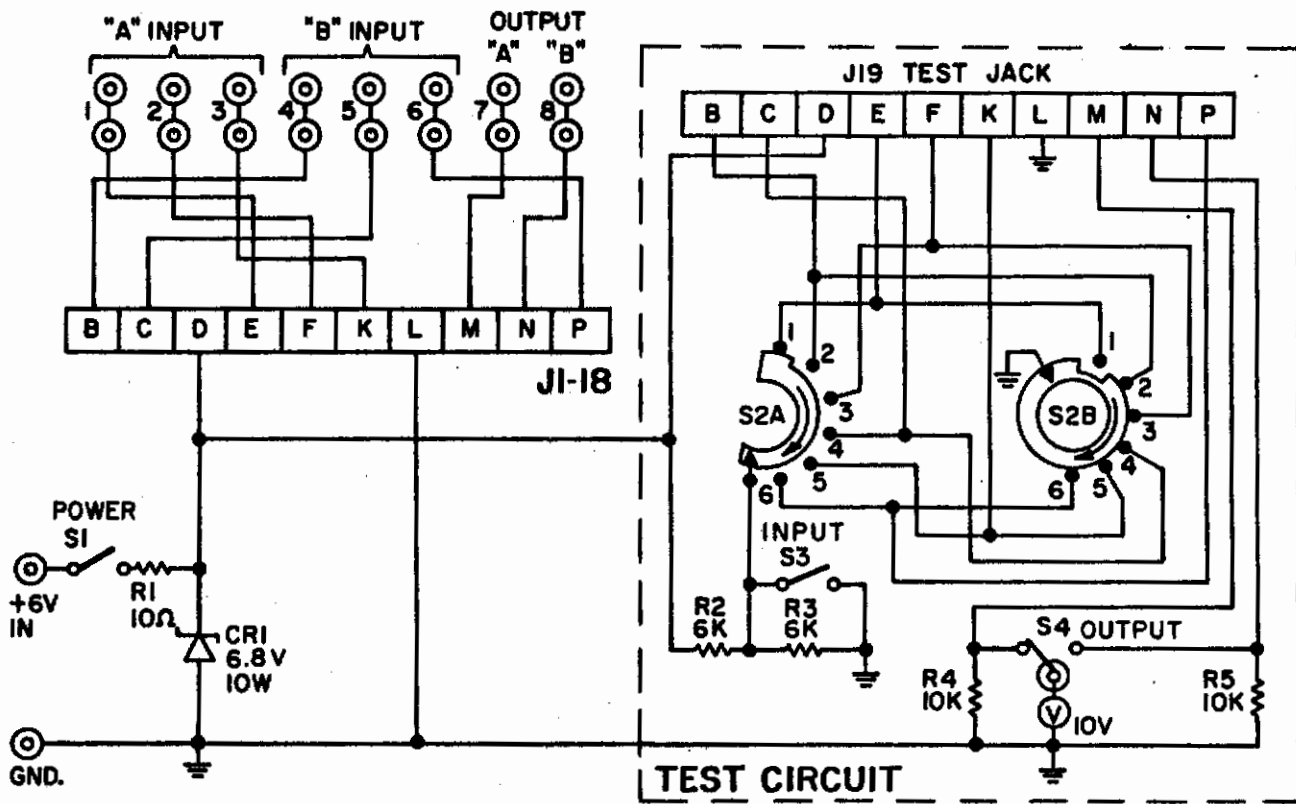 "A" INPUT
"B" INPUT
OUTPUT
"A" "B"
1 2 3 4 5 6 7 8
B C D E F K L M N P
J1-18
POWER
S1
+6V
IN
R1
10Ω
CR1
6.8V
10W
GND.
J19 TEST JACK
B C D E F K L M N P
S2A
1
2
3
4
5
6
S2B
1
2
3
4
5
6
INPUT
S3
R2
6K
R3
6K
S4 OUTPUT
R4
10K
V 10V
R5
10K
TEST CIRCUIT